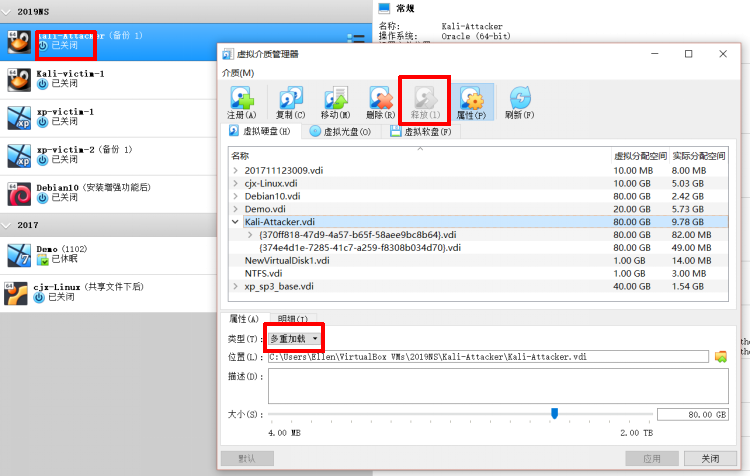 2019NS
Kali-Attacker (备份 1)
已关闭
Kali-victim-1
已关闭
xp-victim-1
已关闭
xp-victim-2 (备份 1)
已关闭
Debian10 (安装增强功能后)
已关闭
2017
Demo (1102)
已休眠
cjx-Linux (共享文件下后)
已关闭
常规
名称: Kali-Attacker
操作系统: Oracle (64-bit)
虚拟介质管理器
介质(M)
注册(A) 复制(C) 移动(M) 删除(R) 释放(L) 属性(P) 刷新(F)
虚拟硬盘(H) 虚拟光盘(O) 虚拟软盘(F)
名称 虚拟分配空间 实际分配空间
201711123009.vdi 10.00 MB 8.00 MB
cjx-Linux.vdi 10.00 GB 5.03 GB
Debian10.vdi 80.00 GB 2.42 GB
Demo.vdi 20.00 GB 5.73 GB
Kali-Attacker.vdi 80.00 GB 9.78 GB
{370ff818-47d9-4a57-b65f-58aee9bc8b64}.vdi 80.00 GB 82.00 MB
{374e4d1e-7285-41c7-a259-f8308b034d70}.vdi 80.00 GB 49.00 MB
NewVirtualDisk1.vdi 1.00 GB 14.00 MB
NTFS.vdi 1.00 GB 3.00 MB
xp_sp3_base.vdi 40.00 GB 1.54 GB
属性(A) 明细(I)
类型(T): 多重加载
位置(L): C:\Users\Ellen\VirtualBox VMs\2019NS\Kali-Attacker\Kali-Attacker.vdi
描述(D):
大小(S): 80.00 GB
4.00 MB 2.00 TB
默认 应用 关闭